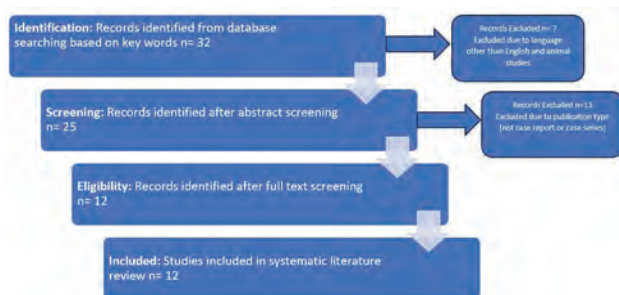 Identification: Records identified from database
searching based on key words n= 32
Records Excluded n= 7
Excluded due to language
other than English and animal
studies
Screening: Records identified after abstract screening
n= 25
Records Excluded n=13
Excluded due to publication type
(not case report or case series)
Eligibility: Records identified after full text screening
n= 12
Included: Studies included in systematic literature
review n= 12